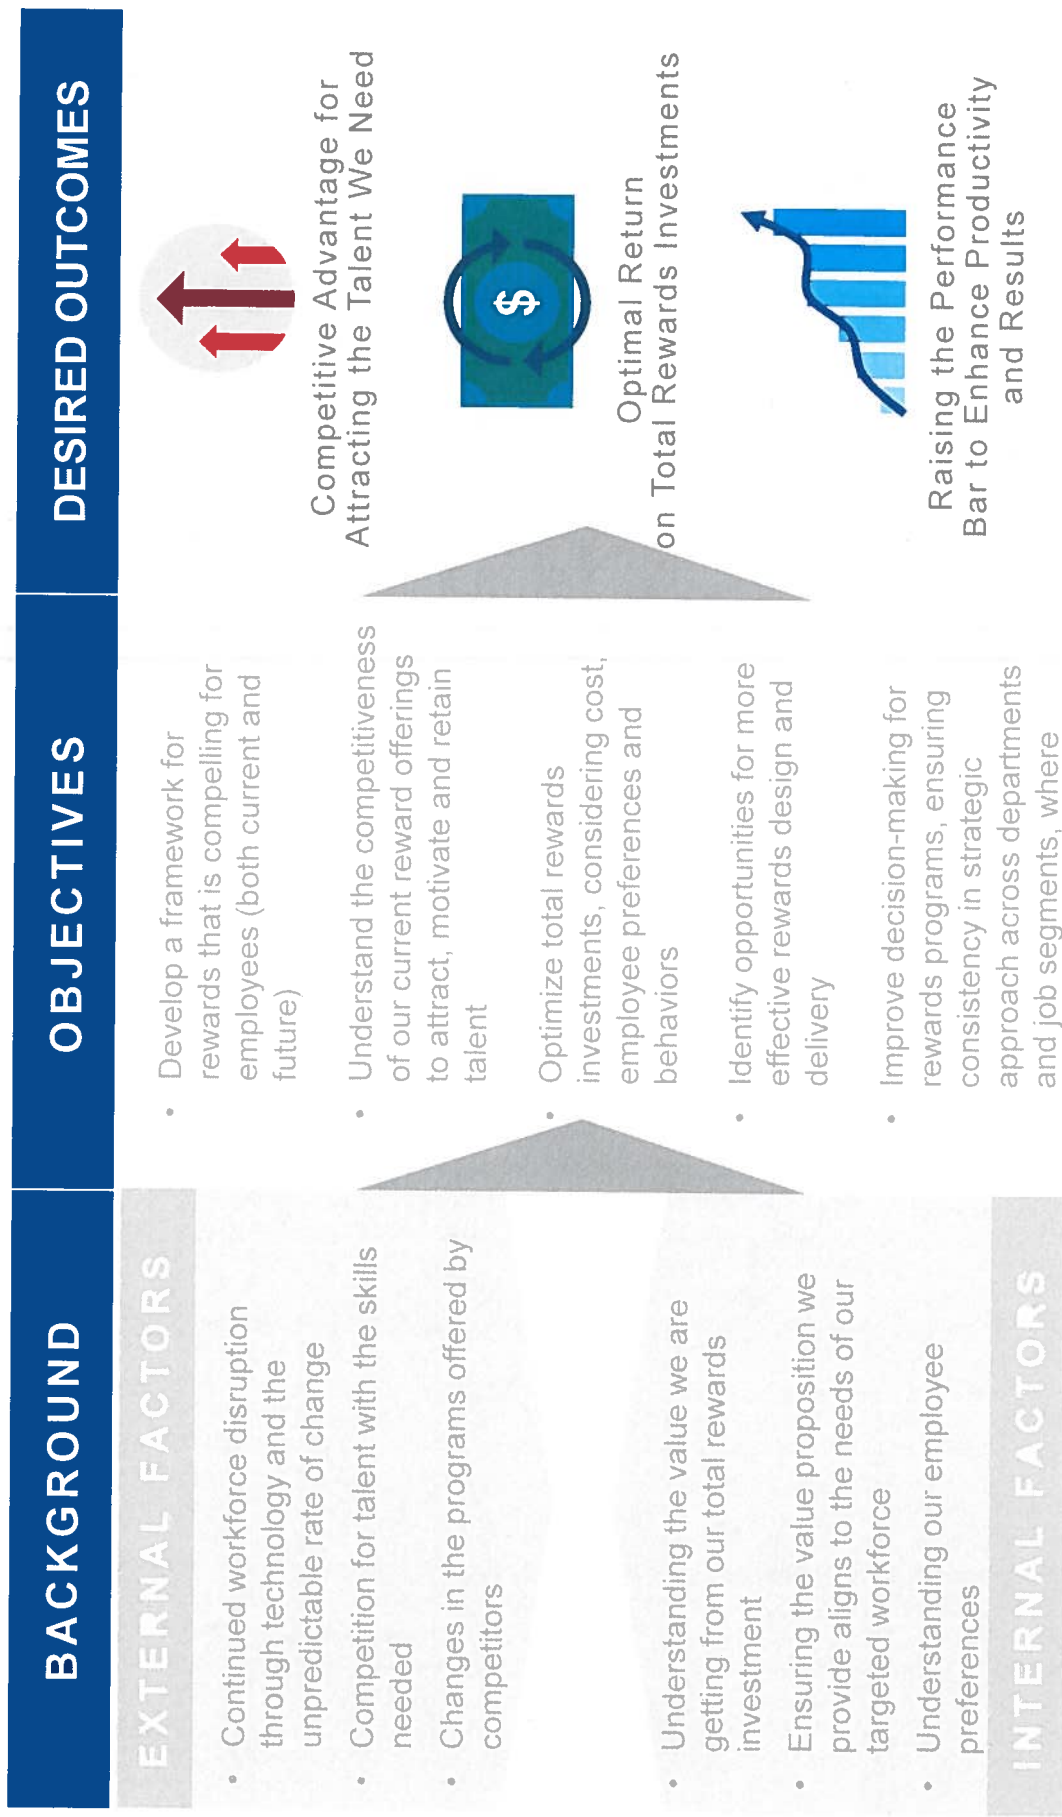 BACKGROUND
OBJECTIVES
DESIRED OUTCOMES
EXTERNAL FACTORS
• Continued workforce disruption
through technology and the
unpredictable rate of change
• Competition for talent with the skills
needed
• Changes in the programs offered by
competitors
• Understanding the value we are
getting from our total rewards
investment
• Ensuring the value proposition we
provide aligns to the needs of our
targeted workforce
• Understanding our employee
preferences
INTERNAL FACTORS
• Develop a framework for
rewards that is compelling for
employees (both current and
future)
• Understand the competitiveness
of our current reward offerings
to attract, motivate and retain
talent
• Optimize total rewards
investments, considering cost,
employee preferences and
behaviors
• Identify opportunities for more
effective rewards design and
delivery
• Improve decision-making for
rewards programs, ensuring
consistency in strategic
approach across departments
and job segments, where
Competitive Advantage for
Attracting the Talent We Need
$
Optimal Return
on Total Rewards Investments
Raising the Performance
Bar to Enhance Productivity
and Results